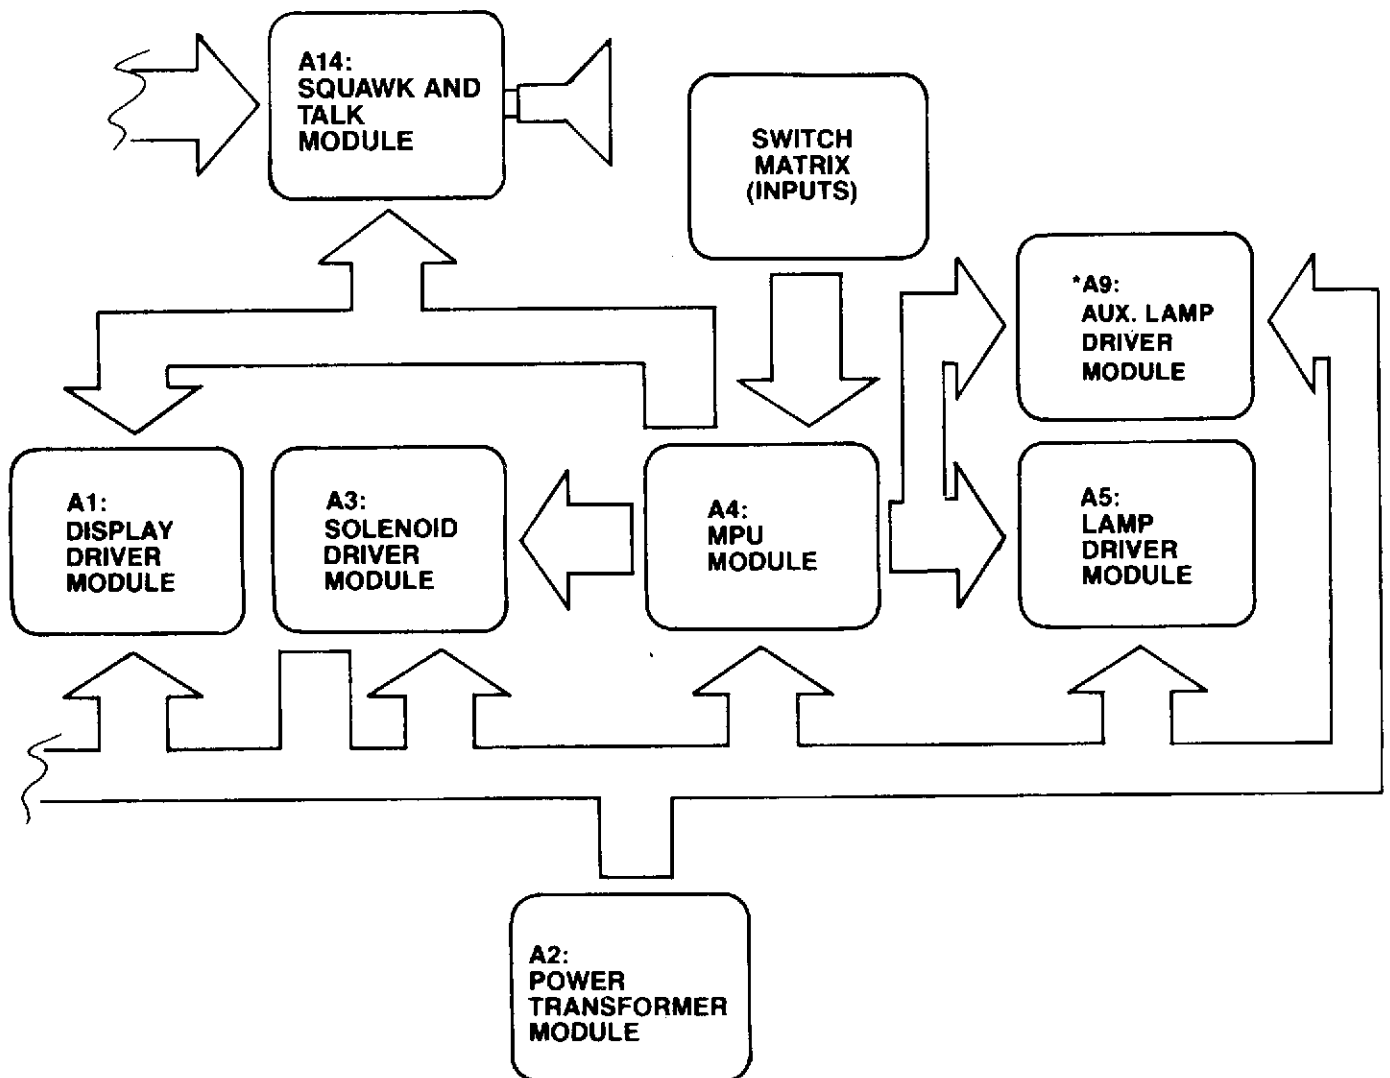 A14:
SQUAWK AND
TALK
MODULE
SWITCH
MATRIX
(INPUTS)
*A9:
AUX. LAMP
DRIVER
MODULE
A1:
DISPLAY
DRIVER
MODULE
A3:
SOLENOID
DRIVER
MODULE
A4:
MPU
MODULE
A5:
LAMP
DRIVER
MODULE
A2:
POWER
TRANSFORMER
MODULE